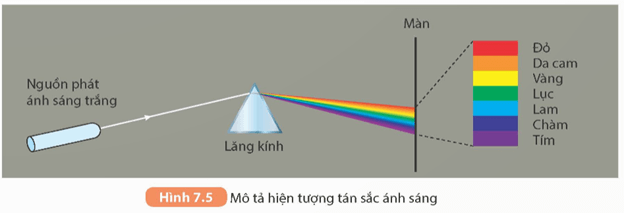 Màn
Nguồn phát
ánh sáng trắng
Lăng kính
Đỏ
Da cam
Vàng
Lục
Lam
Chàm
Tím
Hình 7.5 Mô tả hiện tượng tán sắc ánh sáng